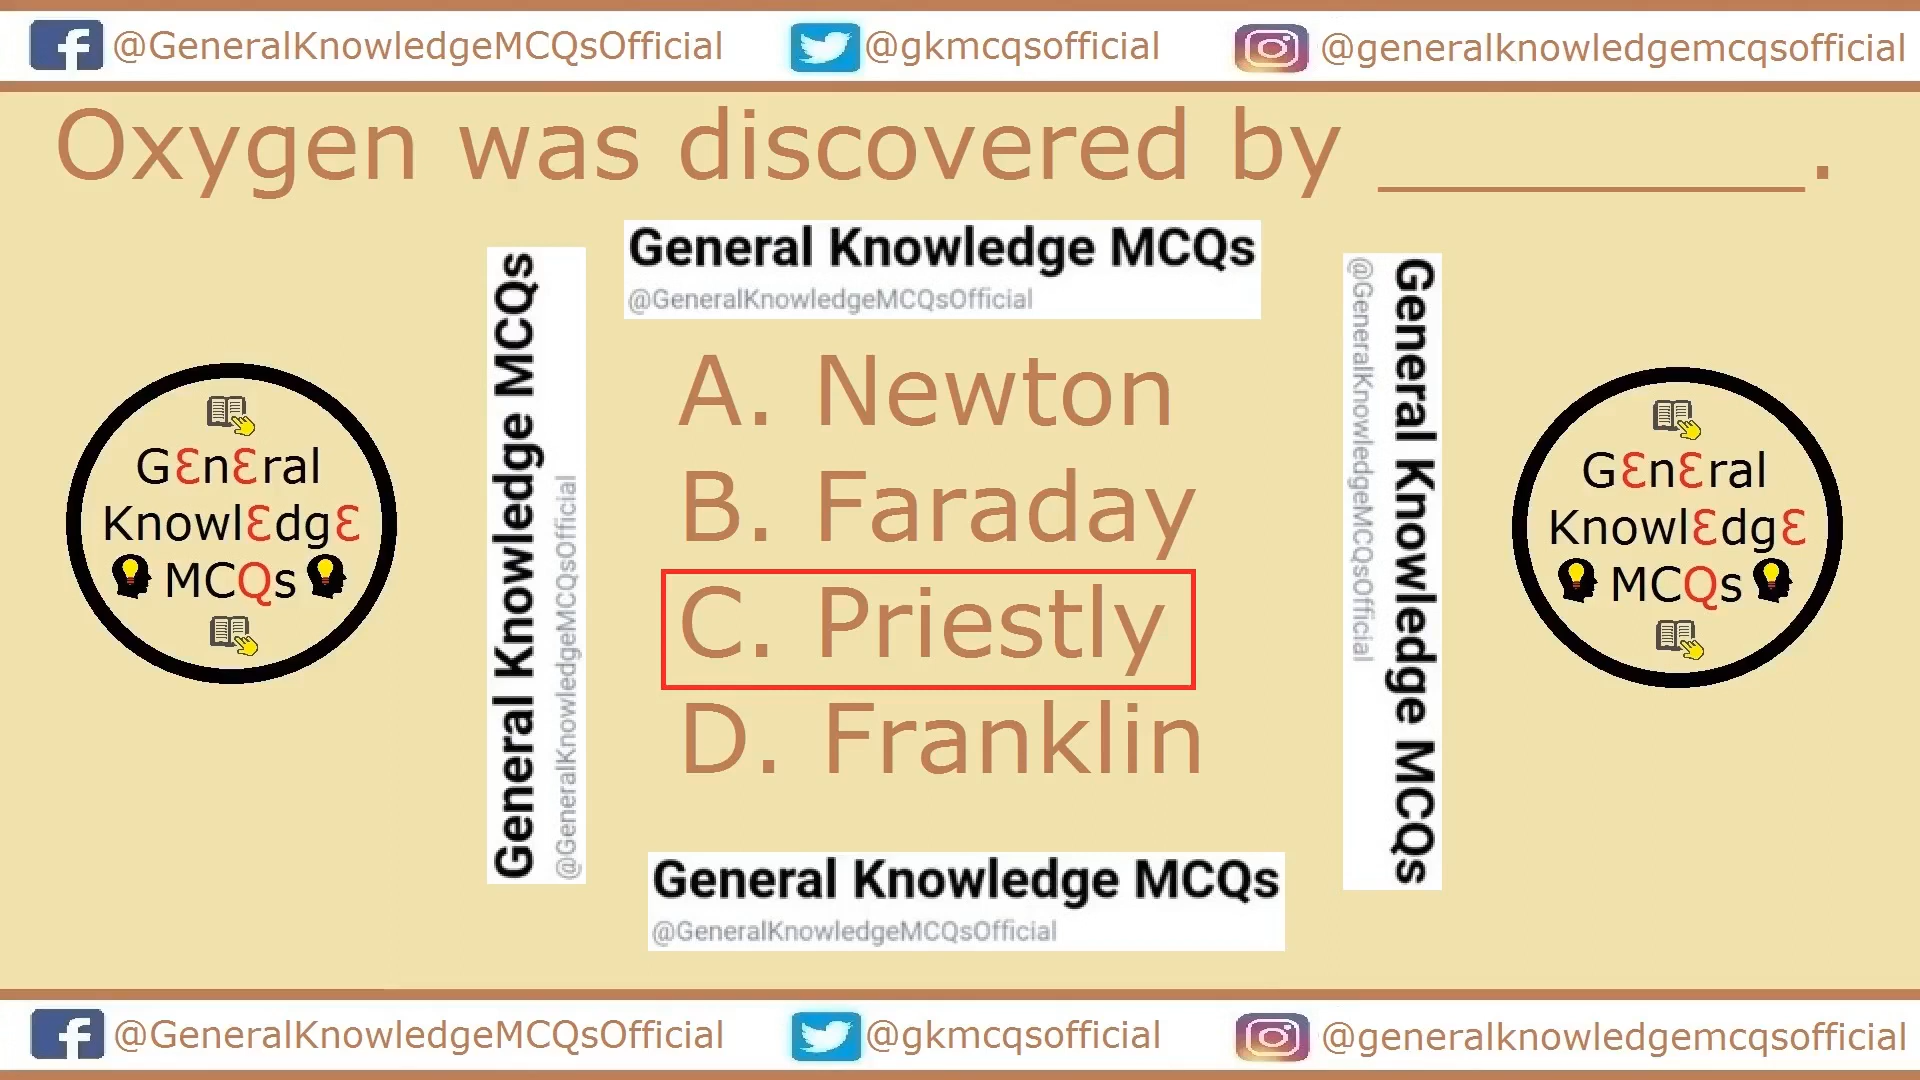 @GeneralKnowledgeMCQsOfficial @gkmcqsofficial @generalknowledgemcqsofficial
Oxygen was discovered by ________.
General Knowledge MCQs
@GeneralKnowledgeMCQsOfficial
General Knowledge MCQs
@GeneralKnowledgeMCQsOfficial
General Knowledge MCQs
@GeneralKnowledgeMCQsOfficial
GƐnƐral
KnowlƐdgƐ
MCQs
A. Newton
B. Faraday
C. Priestly
D. Franklin
GƐnƐral
KnowlƐdgƐ
MCQs
General Knowledge MCQs
@GeneralKnowledgeMCQsOfficial
@GeneralKnowledgeMCQsOfficial @gkmcqsofficial @generalknowledgemcqsofficial